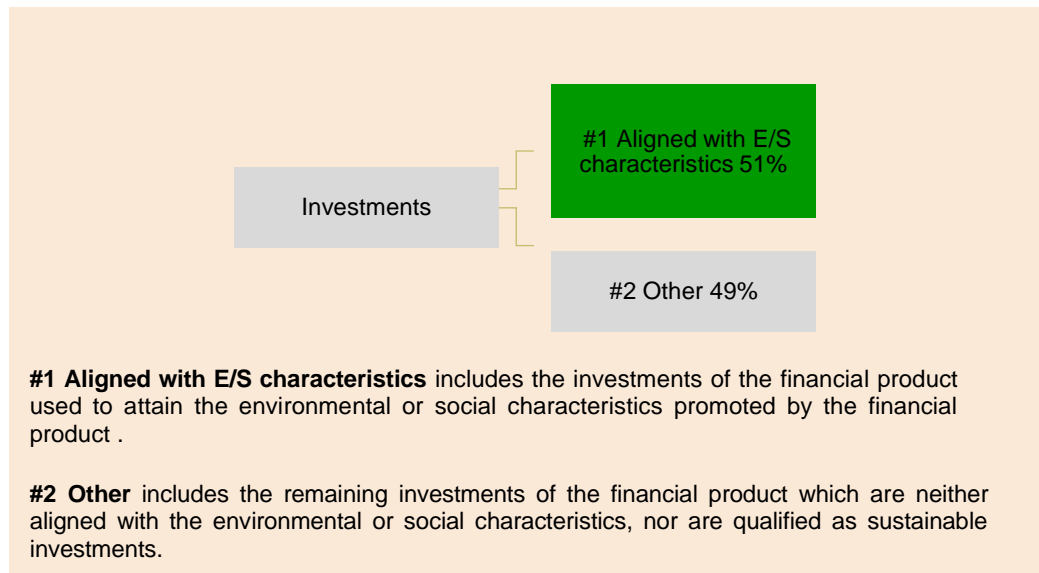 #1 Aligned with E/S
characteristics 51%
Investments
#2 Other 49%
#1 Aligned with E/S characteristics includes the investments of the financial product
used to attain the environmental or social characteristics promoted by the financial
product .
#2 Other includes the remaining investments of the financial product which are neither
aligned with the environmental or social characteristics, nor are qualified as sustainable
investments.